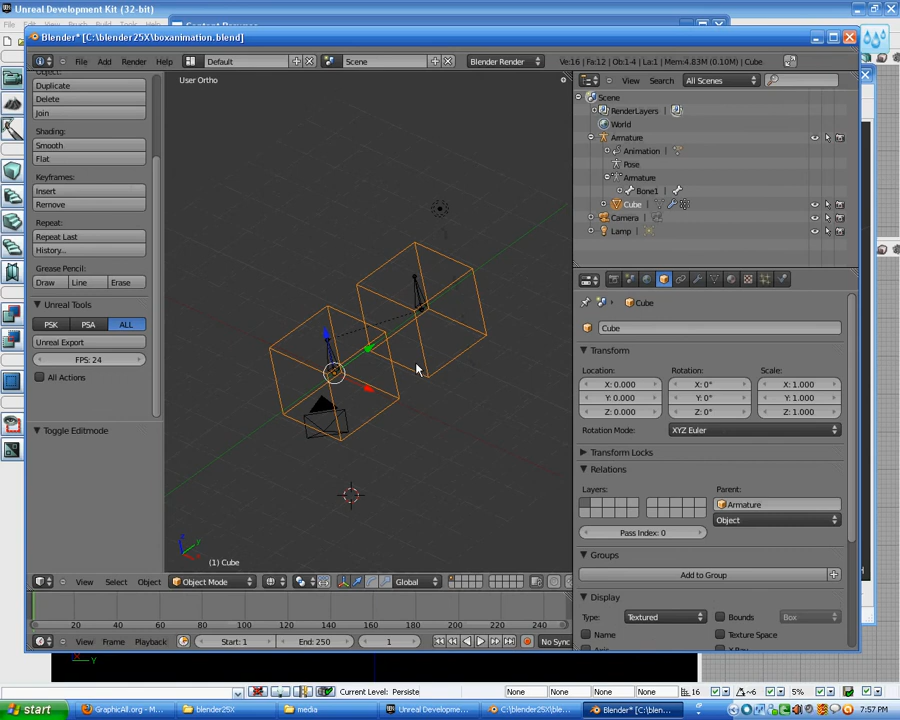 Unreal Development Kit (32-bit)
Blender* [C:\blender25X\boxanimation.blend]
File Add Render Help Default Scene Blender Render Ve:16 | Fa:12 | Ob:1-4 | La:1 | Mem:4.83M (0.10M) | Cube
User Ortho
View Search All Scenes
Object:
Duplicate
Delete
Join
Shading:
Smooth
Flat
Keyframes:
Insert
Remove
Repeat:
Repeat Last
History...
Grease Pencil:
Draw Line Erase
Unreal Tools
PSK PSA ALL
Unreal Export
FPS: 24
All Actions
Toggle Editmode
Z
Y
X
(1) Cube
View Select Object Object Mode Global
20 40 60 80 100 120 140 160 180 200 220 240
View Frame Playback Start: 1 End: 250 1 No Sync
Scene
RenderLayers
World
Armature
Animation
Pose
Armature
Bone1
Cube
Camera
Lamp
Cube
Cube
Transform
Location: Rotation: Scale:
X: 0.000 X: 0° X: 1.000
Y: 0.000 Y: 0° Y: 1.000
Z: 0.000 Z: 0° Z: 1.000
Rotation Mode: XYZ Euler
Transform Locks
Relations
Layers: Parent:
Armature
Object
Pass Index: 0
Groups
Add to Group
Display
Type: Textured Bounds Box
Name Texture Space
Y
Current Level: Persiste None None None None 16 6 5%
start GraphicAll.org - M... blender25X media Unreal Developme... C:\blender25X\ble... Blender* [C:\blen... 7:57 PM